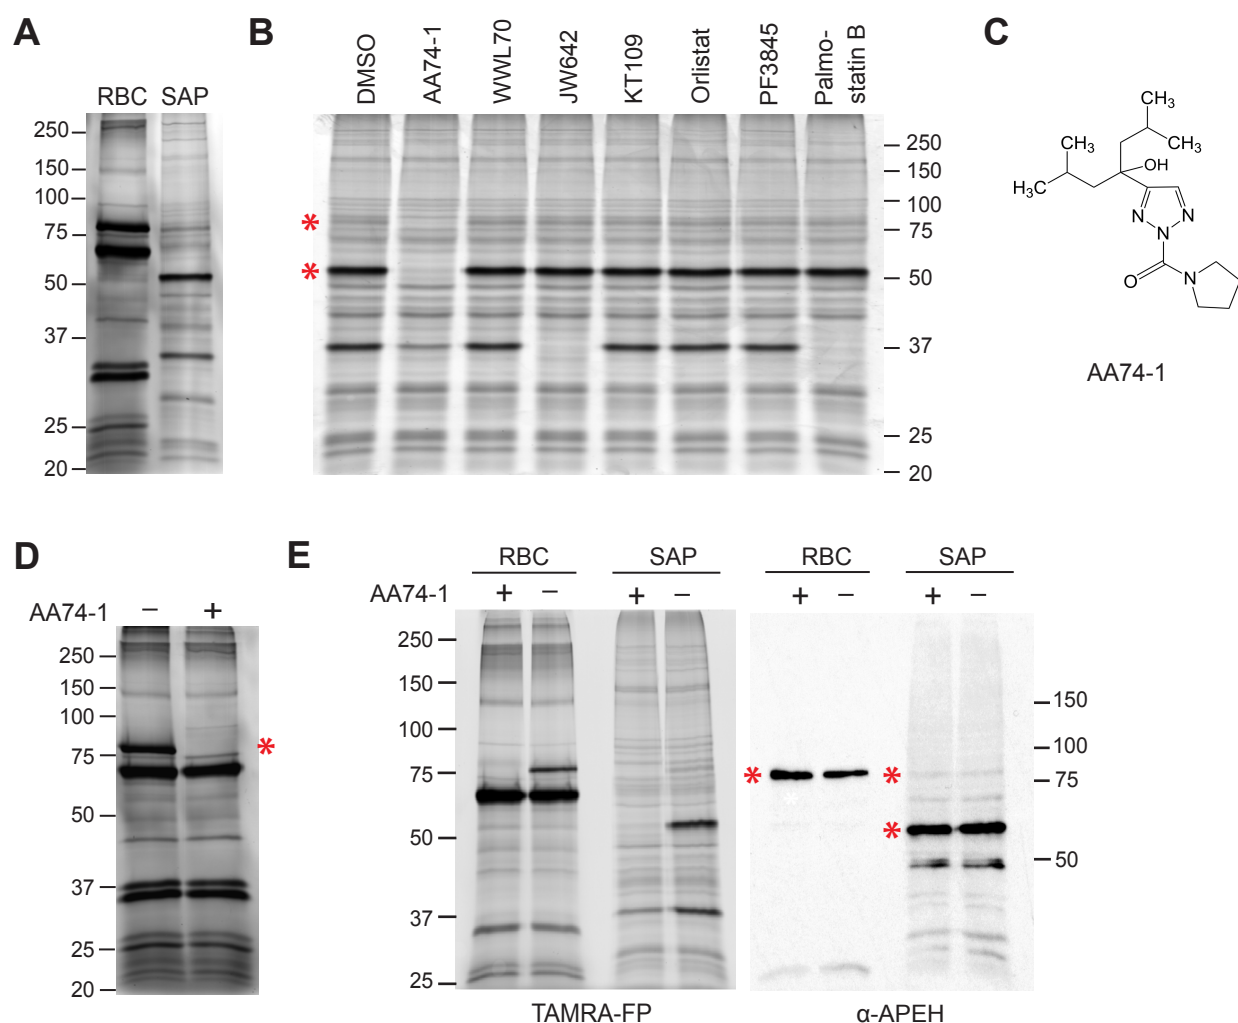 A
RBC SAP
250
150
100
75
50
37
25
20
B
DMSO
AA74-1
WWL70
JW642
KT109
Orlistat
PF3845
Palmo-
statin B
*
*
250
150
100
75
50
37
25
20
C
CH3
CH3
CH3
H3C
OH
N
N
N
O
N
AA74-1
D
AA74-1 – +
250
150
100
75
50
37
25
20
*
E
RBC SAP RBC SAP
AA74-1 + – + – + – + –
250
150
100
75
50
37
25
* * *
150
100
75
50
TAMRA-FP
α-APEH